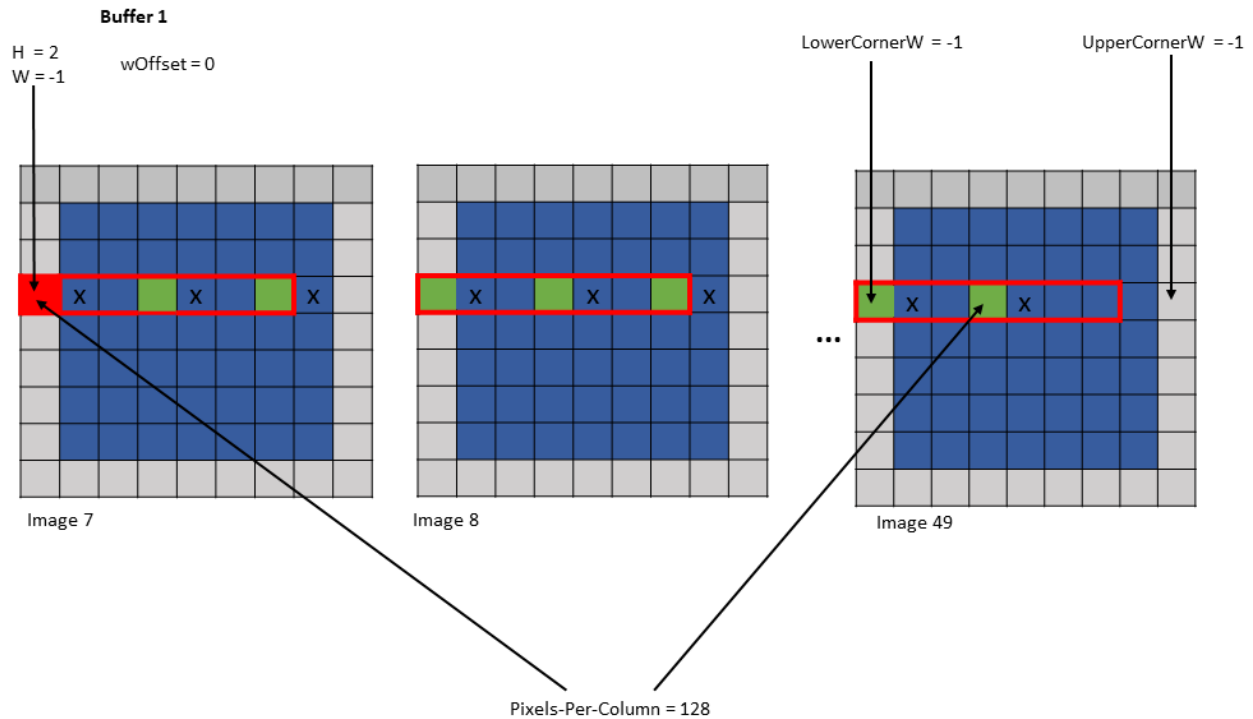 Buffer 1
H = 2
W = -1
wOffset = 0
LowerCornerW = -1
UpperCornerW = -1
x x x
x x x
x x
...
Image 7
Image 8
Image 49
Pixels-Per-Column = 128